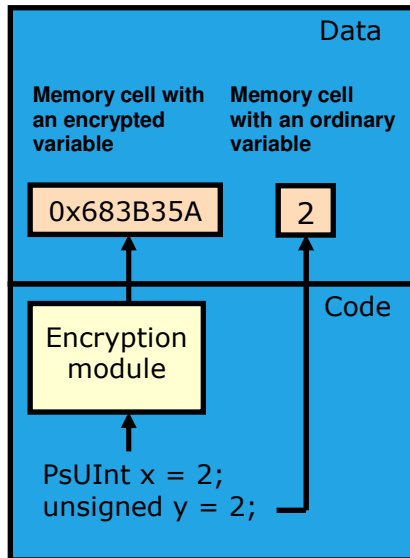 Data
Memory cell with
an encrypted
variable
Memory cell
with an ordinary
variable
0x683B35A
2
Code
Encryption
module
PsUInt x = 2;
unsigned y = 2;